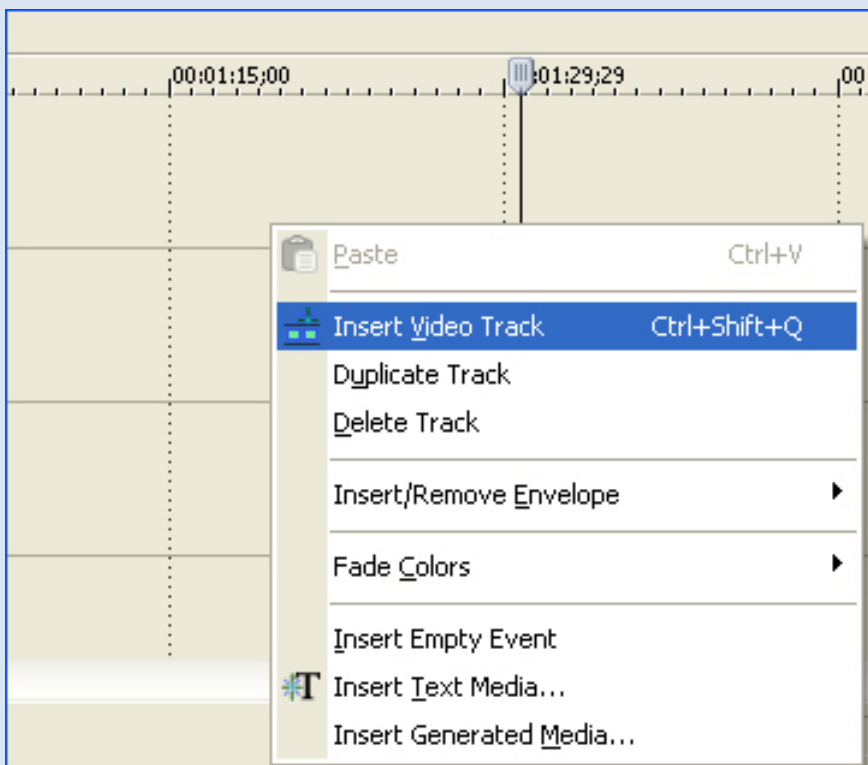 00:01:15;00 :01:29;29 00
Paste Ctrl+V
Insert Video Track Ctrl+Shift+Q
Duplicate Track
Delete Track
Insert/Remove Envelope
Fade Colors
Insert Empty Event
T Insert Text Media...
Insert Generated Media...